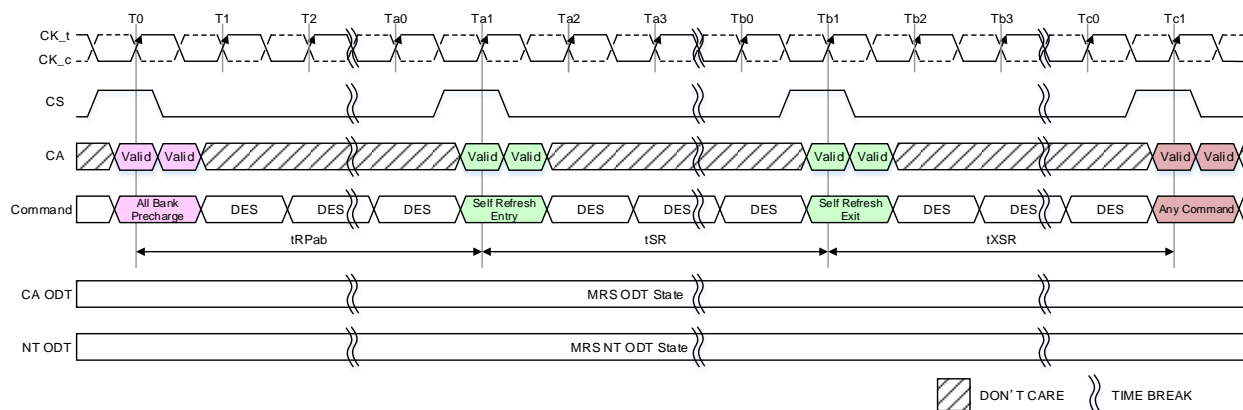 T0 T1 T2 Ta0 Ta1 Ta2 Ta3 Tb0 Tb1 Tb2 Tb3 Tc0 Tc1
CK_t
CK_c
CS
CA Valid Valid Valid Valid Valid Valid Valid Valid
Command All Bank Precharge DES DES DES Self Refresh Entry DES DES DES Self Refresh Exit DES DES DES Any Command
tRPab tSR tXSR
CA ODT MRS ODT State
NT ODT MRS NT ODT State
DON'T CARE TIME BREAK